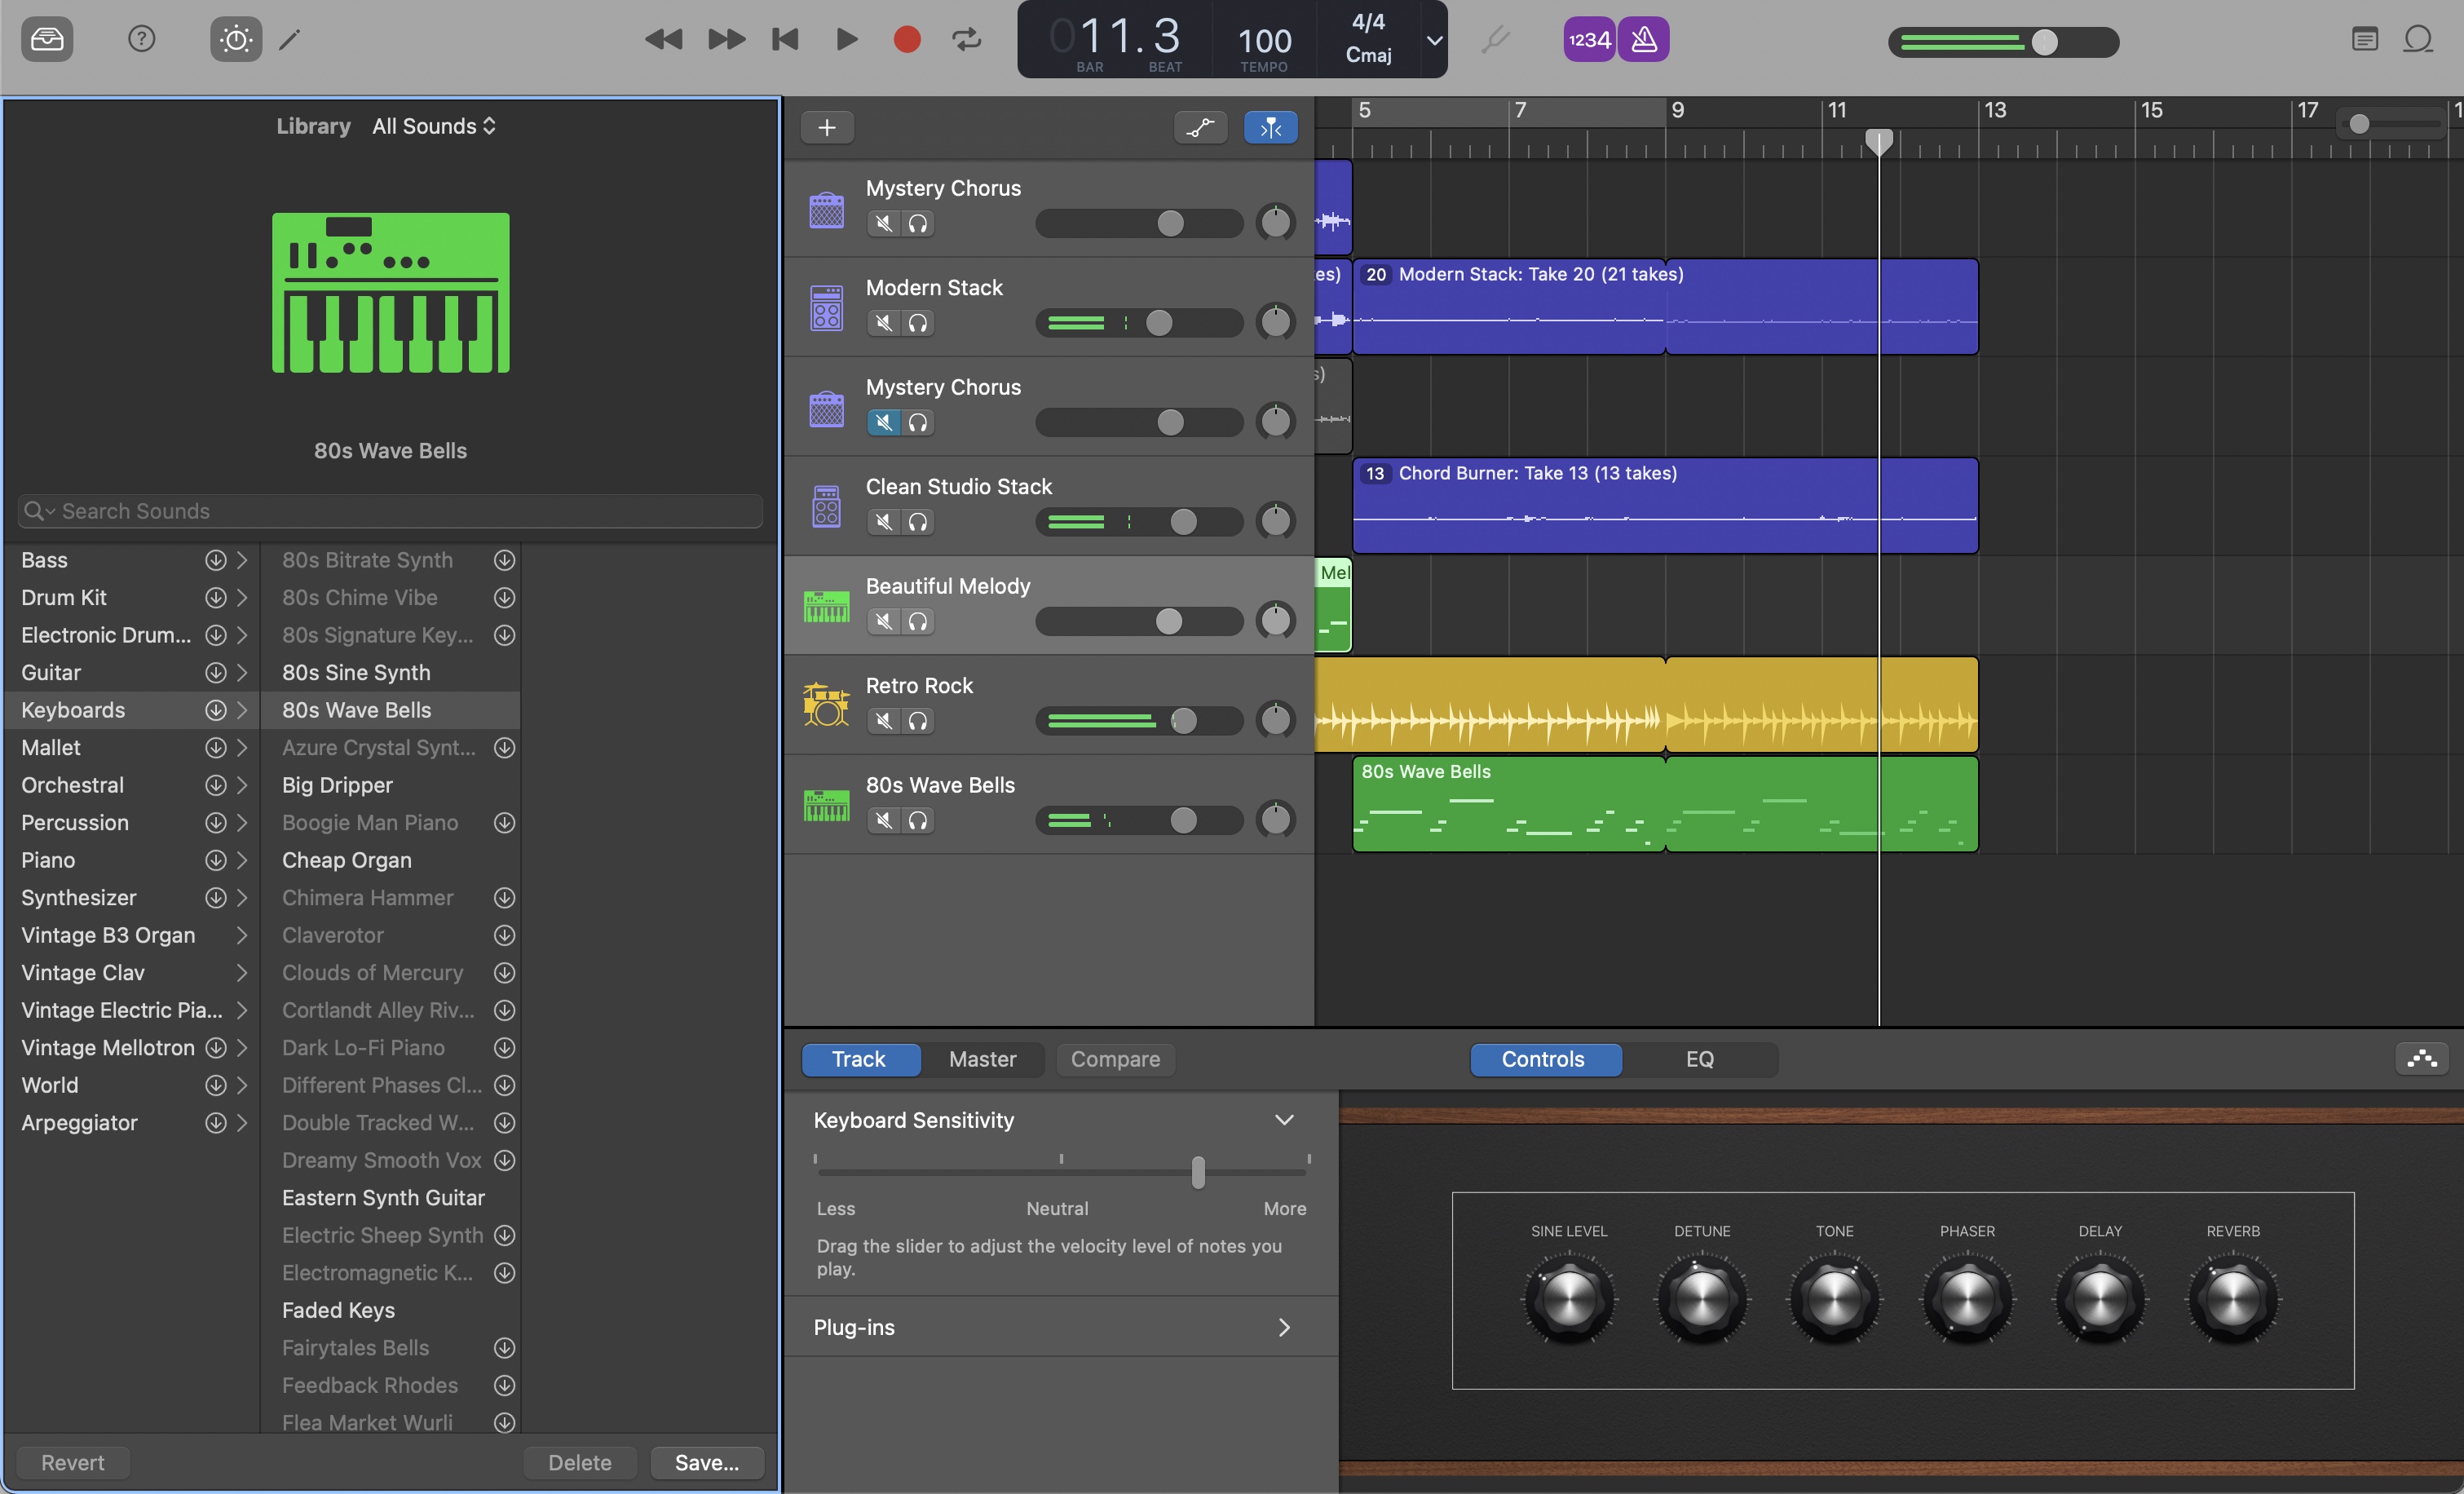 011.3
BAR BEAT
100
TEMPO
4/4
Cmaj
1234
Library All Sounds
80s Wave Bells
Search Sounds
Bass
Drum Kit
Electronic Drum...
Guitar
Keyboards
Mallet
Orchestral
Percussion
Piano
Synthesizer
Vintage B3 Organ
Vintage Clav
Vintage Electric Pia...
Vintage Mellotron
World
Arpeggiator
80s Bitrate Synth
80s Chime Vibe
80s Signature Key...
80s Sine Synth
80s Wave Bells
Azure Crystal Synt...
Big Dripper
Boogie Man Piano
Cheap Organ
Chimera Hammer
Claverotor
Clouds of Mercury
Cortlandt Alley Riv...
Dark Lo-Fi Piano
Different Phases Cl...
Double Tracked W...
Dreamy Smooth Vox
Eastern Synth Guitar
Electric Sheep Synth
Electromagnetic K...
Faded Keys
Fairytales Bells
Feedback Rhodes
Flea Market Wurli
Revert Delete Save...
5 7 9 11 13 15 17 1
Mystery Chorus
Modern Stack
es) 20 Modern Stack: Take 20 (21 takes)
Mystery Chorus
s)
Clean Studio Stack
13 Chord Burner: Take 13 (13 takes)
Beautiful Melody
Mel
Retro Rock
80s Wave Bells
80s Wave Bells
Track Master Compare Controls EQ
Keyboard Sensitivity
Less Neutral More
Drag the slider to adjust the velocity level of notes you
play.
Plug-ins
SINE LEVEL DETUNE TONE PHASER DELAY REVERB